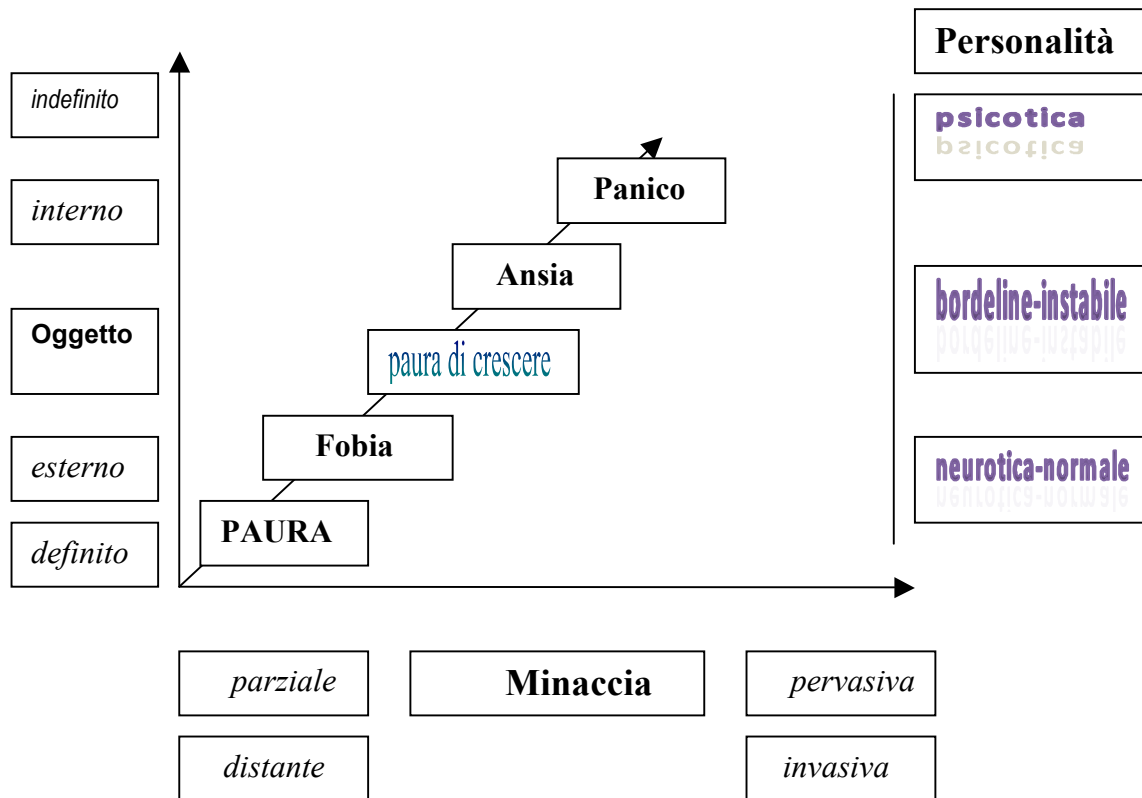 Personalità
indefinito
psicotica
interno
Panico
Ansia
bordeline-instabile
Oggetto
paura di crescere
Fobia
esterno
neurotica-normale
PAURA
definito
parziale
Minaccia
pervasiva
distante
invasiva